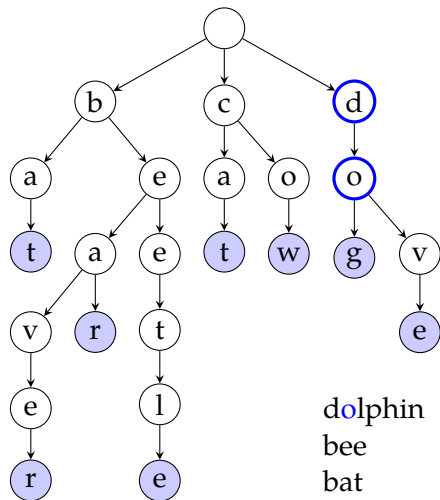 b c d
a e a o o
t a e t w g v
v r t e
e l
r e
dolphin
bee
bat